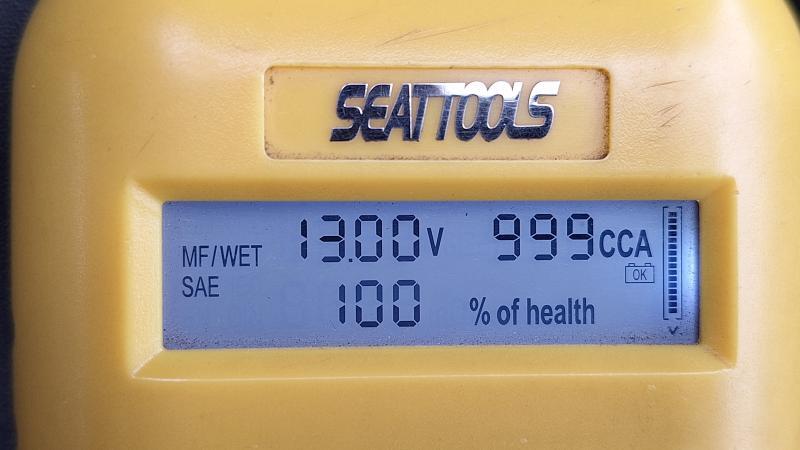 SEATTOOLS
MF/WET 13.00V 999CCA
SAE 100 % of health OK